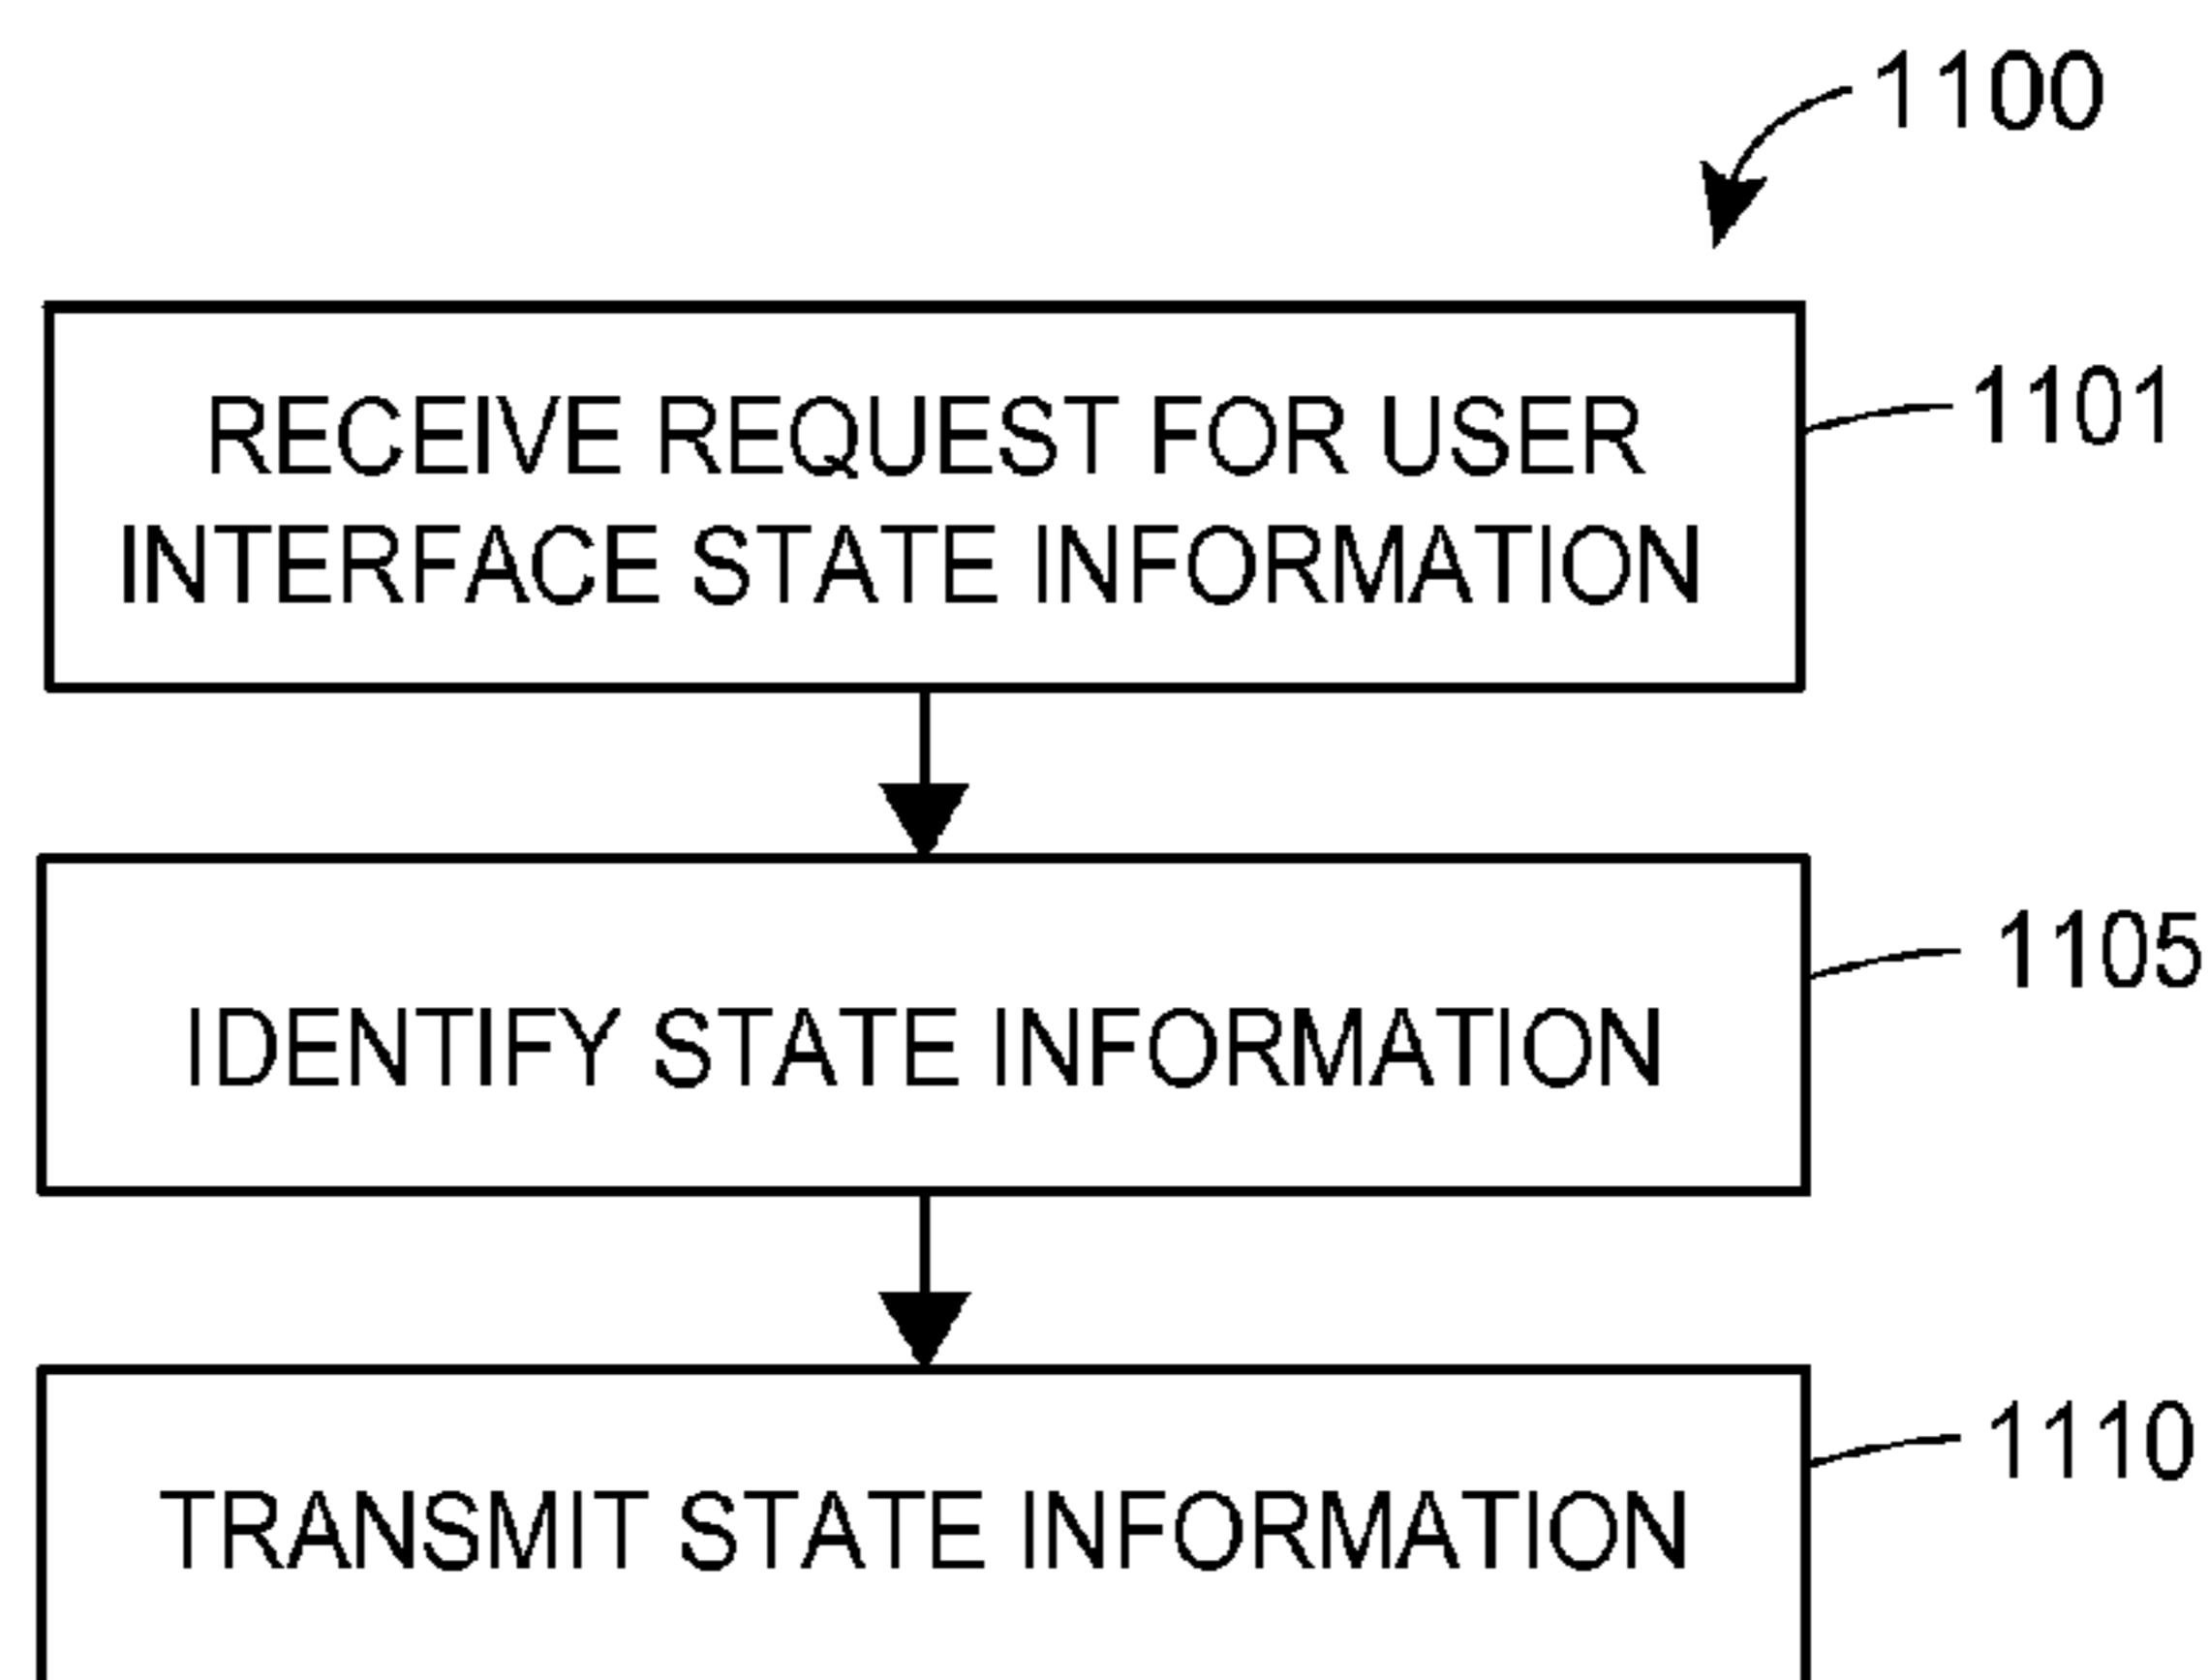 1100
RECEIVE REQUEST FOR USER
INTERFACE STATE INFORMATION
1101
IDENTIFY STATE INFORMATION
1105
TRANSMIT STATE INFORMATION
1110